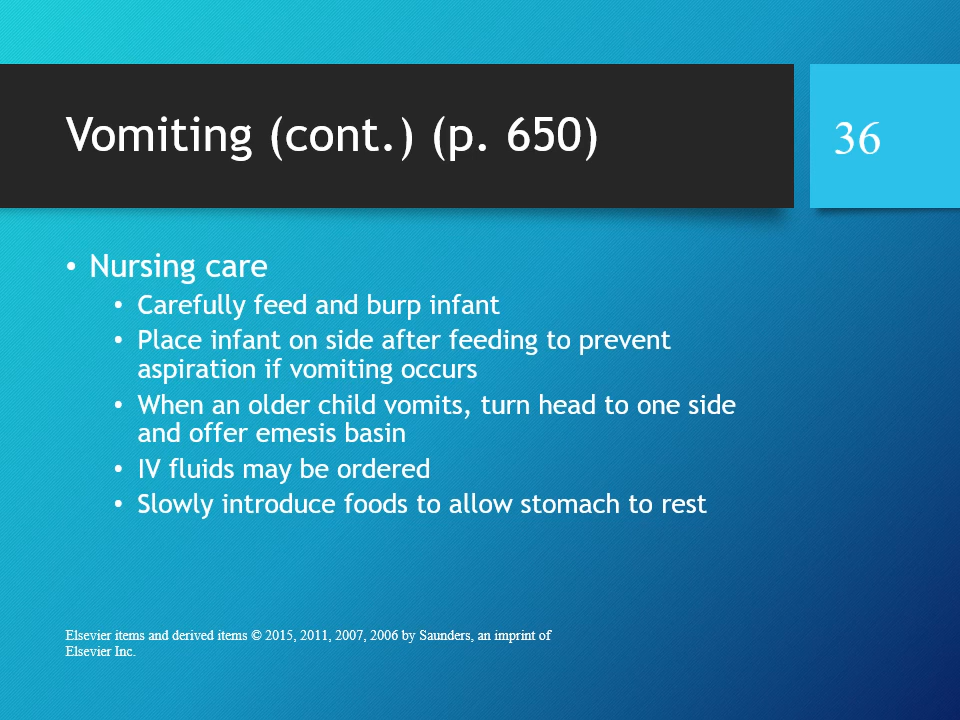 Vomiting (cont.) (p. 650)
36
• Nursing care
• Carefully feed and burp infant
• Place infant on side after feeding to prevent
aspiration if vomiting occurs
• When an older child vomits, turn head to one side
and offer emesis basin
• IV fluids may be ordered
• Slowly introduce foods to allow stomach to rest
Elsevier items and derived items © 2015, 2011, 2007, 2006 by Saunders, an imprint of
Elsevier Inc.